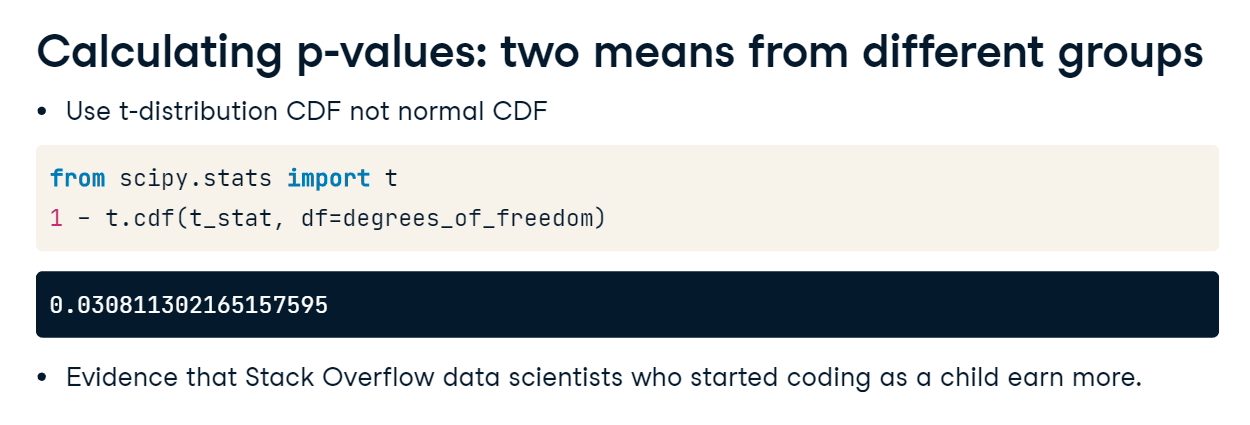 Calculating p-values: two means from different groups
• Use t-distribution CDF not normal CDF
from scipy.stats import t
1 - t.cdf(t_stat, df=degrees_of_freedom)
0.030811302165157595
• Evidence that Stack Overflow data scientists who started coding as a child earn more.